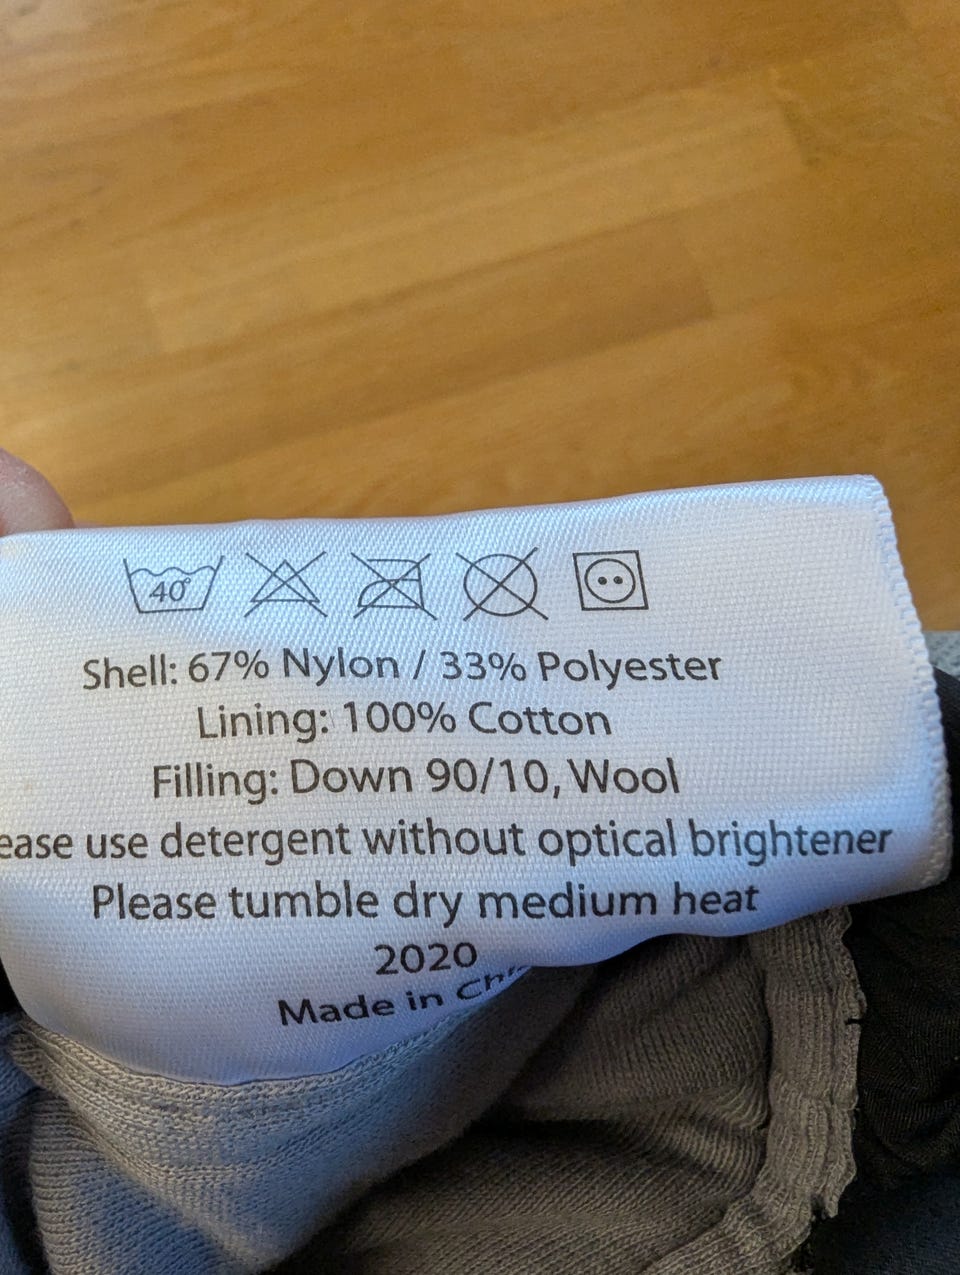 40°
Shell: 67% Nylon / 33% Polyester
Lining: 100% Cotton
Filling: Down 90/10, Wool
ease use detergent without optical brightener
Please tumble dry medium heat
2020
Made in Chi